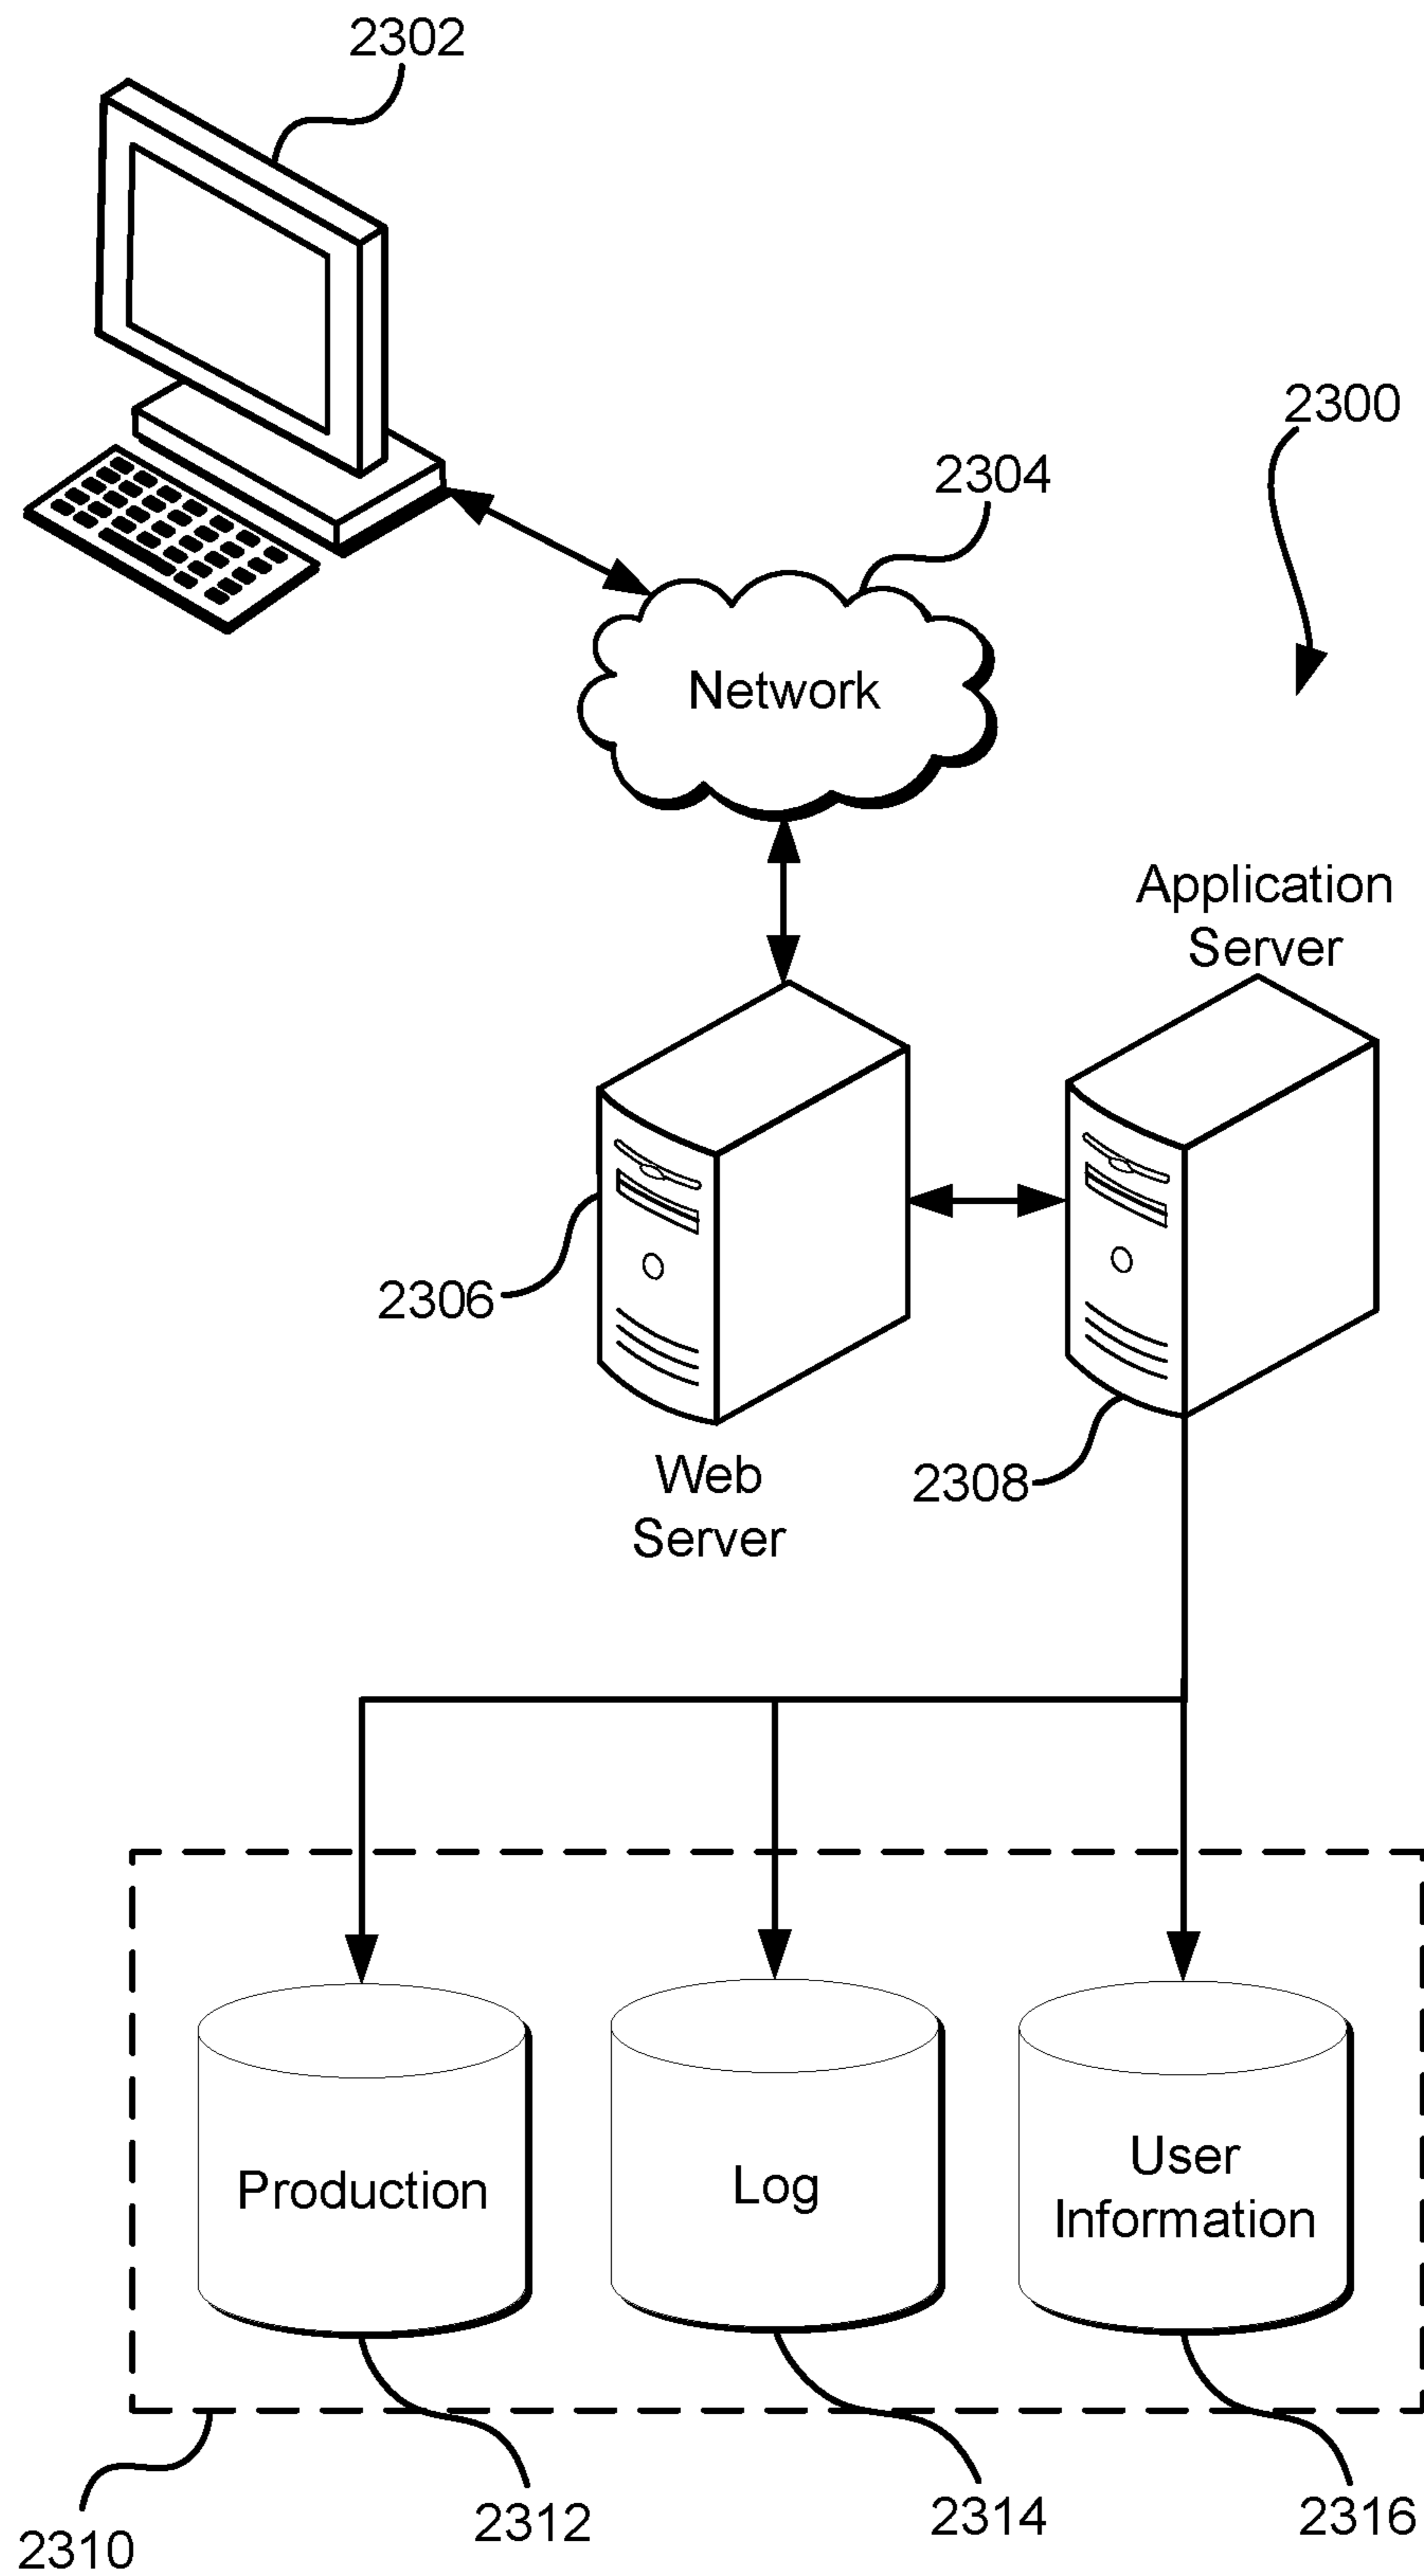 2302
2300
2304
Network
Application
Server
2306
Web
Server
2308
Production
Log
User
Information
2310
2312
2314
2316